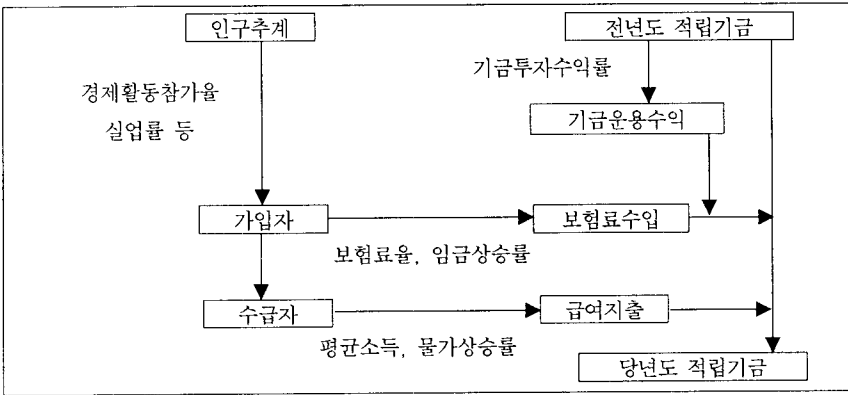 인구추계
전년도 적립기금
기금투자수익률
경제활동참가율
실업률 등
기금운용수익
가입자
보험료수입
보험료율, 임금상승률
수급자
급여지출
평균소득, 물가상승률
당년도 적립기금